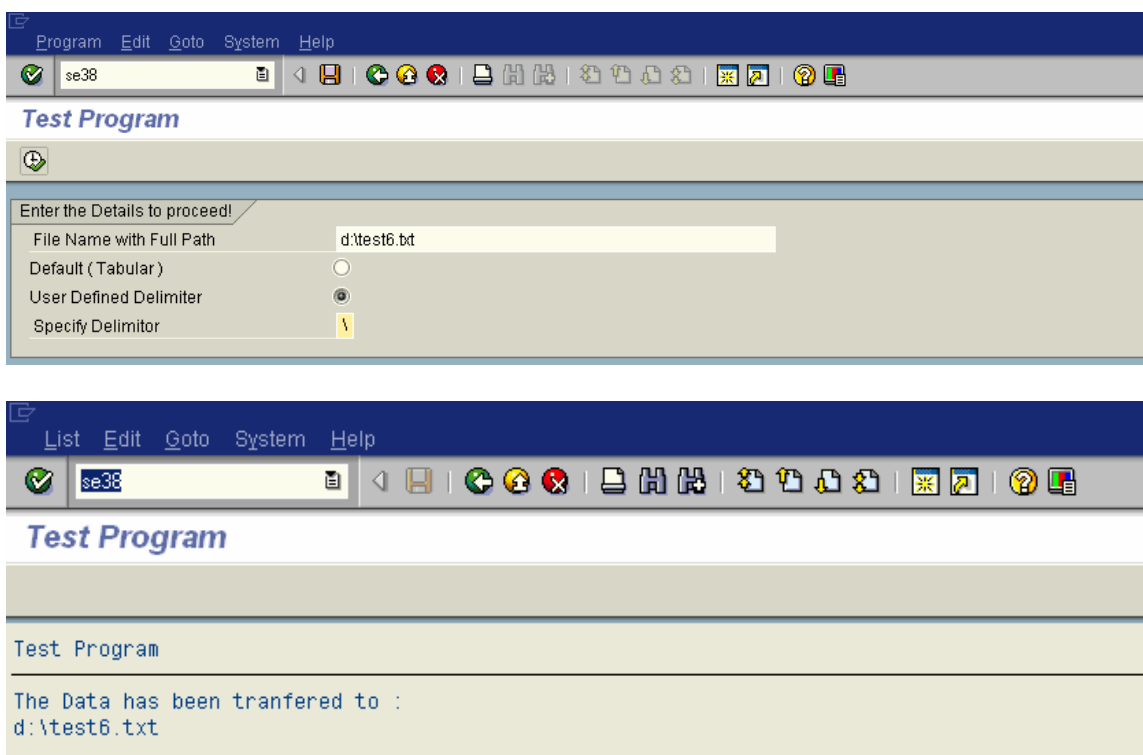 Program Edit Goto System Help
se38
Test Program
Enter the Details to proceed!
File Name with Full Path d:\test6.txt
Default ( Tabular )
User Defined Delimiter
Specify Delimitor \
List Edit Goto System Help
se38
Test Program
Test Program
The Data has been tranfered to :
d:\test6.txt